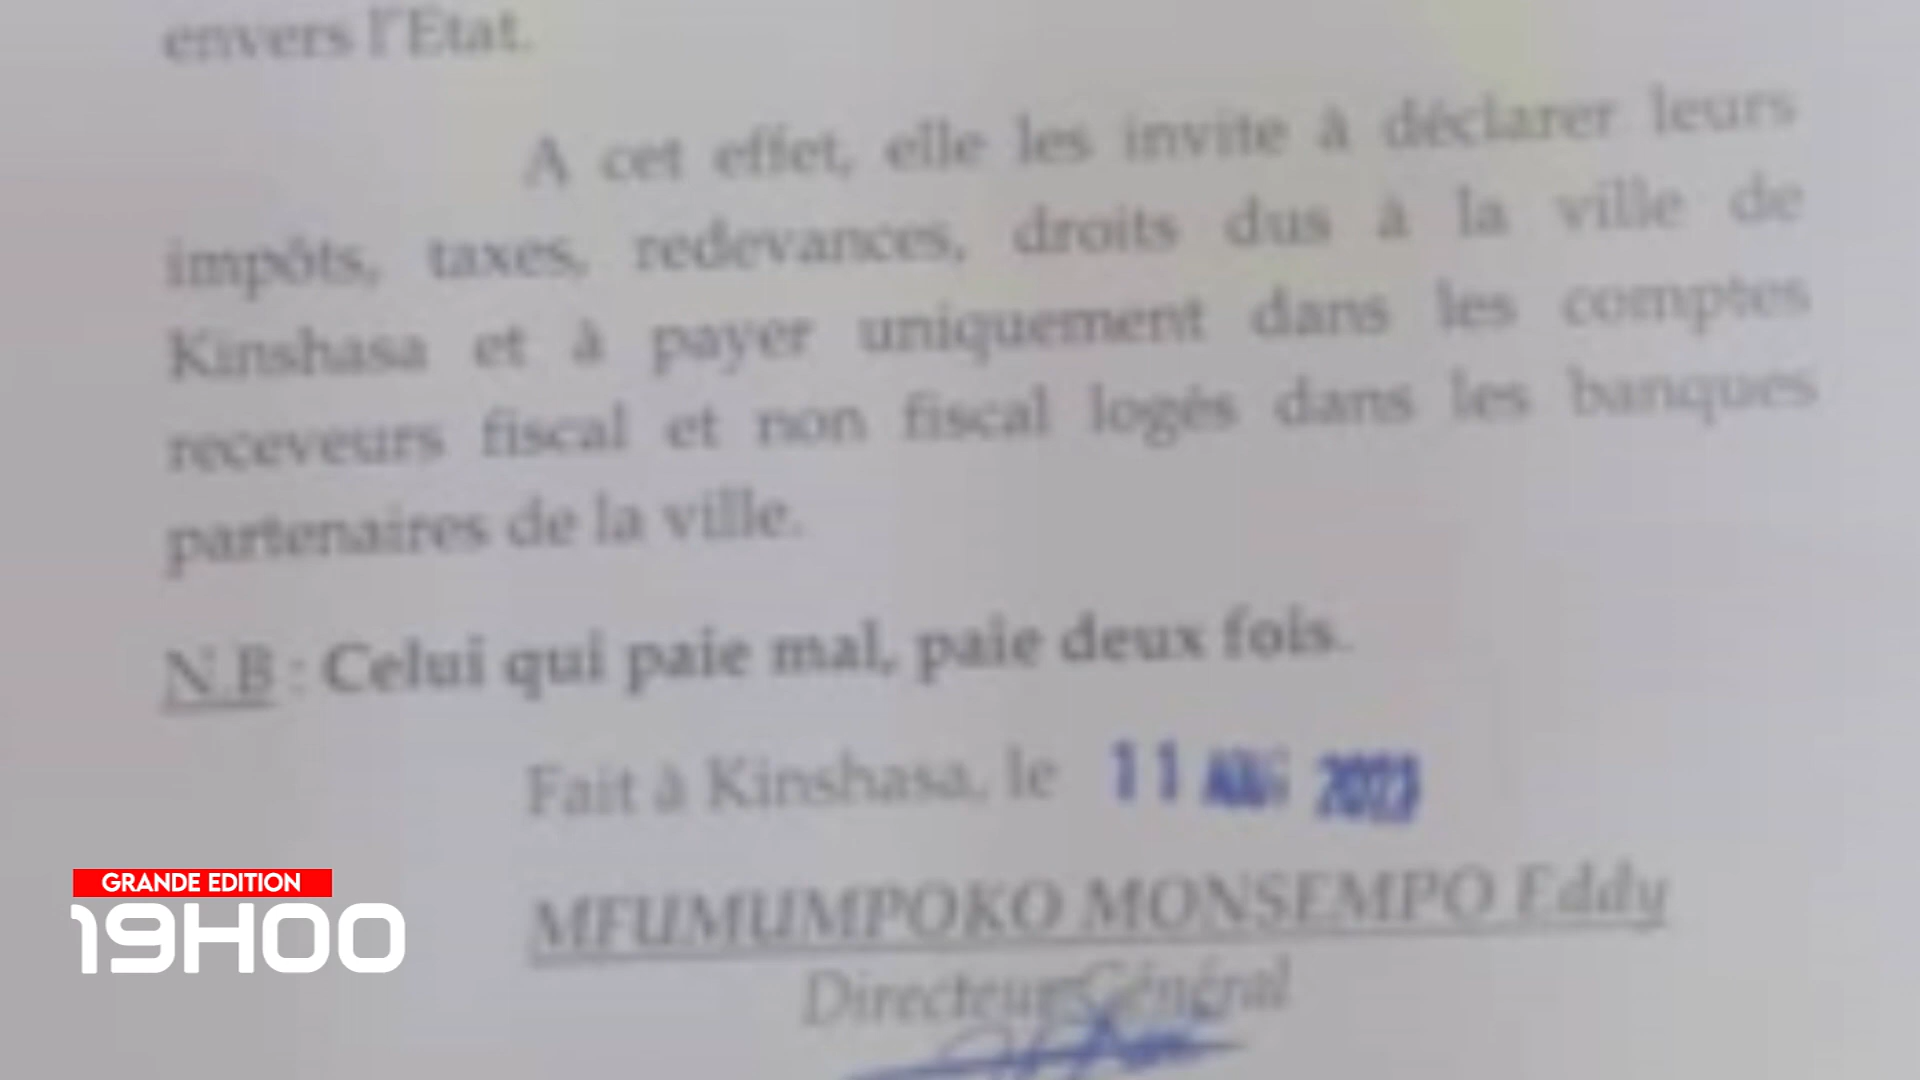 envers l'Etat.
A cet effet, elle les invite à déclarer leurs
impôts, taxes, redevances, droits dus à la ville de
Kinshasa et à payer uniquement dans les comptes
receveurs fiscal et non fiscal logés dans les banques
partenaires de la ville.
N.B : Celui qui paie mal, paie deux fois.
Fait à Kinshasa, le 11 2023
MFUMUMPOKO MONSEMPO Eddy
Directeur Général
GRANDE EDITION
19H00